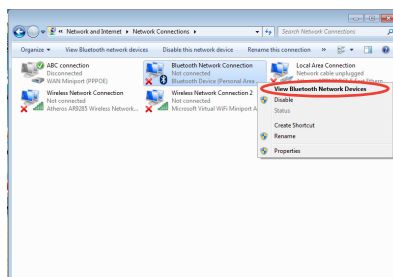 « Network and Internet ▸ Network Connections ▸
Search Network Connections
Organize ▾ View Bluetooth network devices Disable this network device Rename this connection »
ABC connection
Disconnected
WAN Miniport (PPPOE)
Bluetooth Network Connection
Not connected
Bluetooth Device (Personal Area ...
Local Area Connection
Network cable unplugged
Wireless Network Connection
Not connected
Atheros AR9285 Wireless Network...
Wireless Network Connection 2
Not connected
Microsoft Virtual WiFi Miniport A
View Bluetooth Network Devices
Disable
Status
Create Shortcut
Rename
Properties